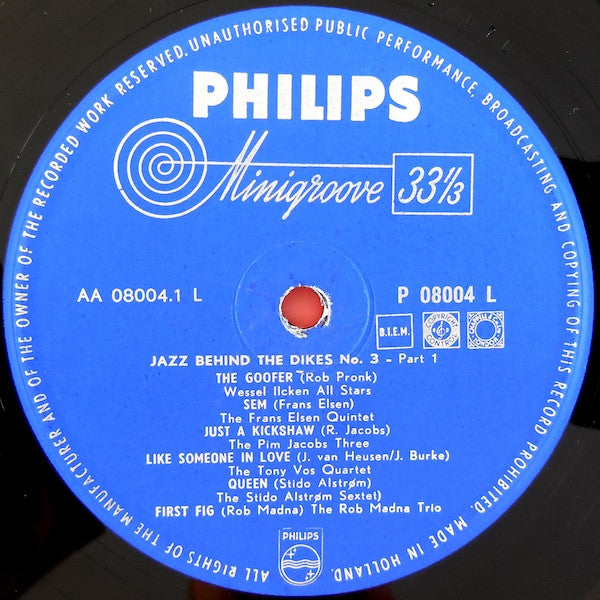 ALL RIGHTS OF THE MANUFACTURER AND OF THE OWNER OF THE RECORDED WORK RESERVED. UNAUTHORISED PUBLIC PERFORMANCE, BROADCASTING AND COPYING OF THIS RECORD PROHIBITED. MADE IN HOLLAND
PHILIPS
Minigroove 33⅓
AA 08004.1 L
P 08004 L
B.I.E.M. COPYRIGHT CONTROL
JAZZ BEHIND THE DIKES No. 3 - Part 1
THE GOOFER (Rob Pronk)
Wessel Ilcken All Stars
SEM (Frans Elsen)
The Frans Elsen Quintet
JUST A KICKSHAW (R. Jacobs)
The Pim Jacobs Three
LIKE SOMEONE IN LOVE (J. van Heusen/J. Burke)
The Tony Vos Quartet
QUEEN (Stido Alstrøm)
The Stido Alstrøm Sextet)
FIRST FIG (Rob Madna) The Rob Madna Trio
PHILIPS